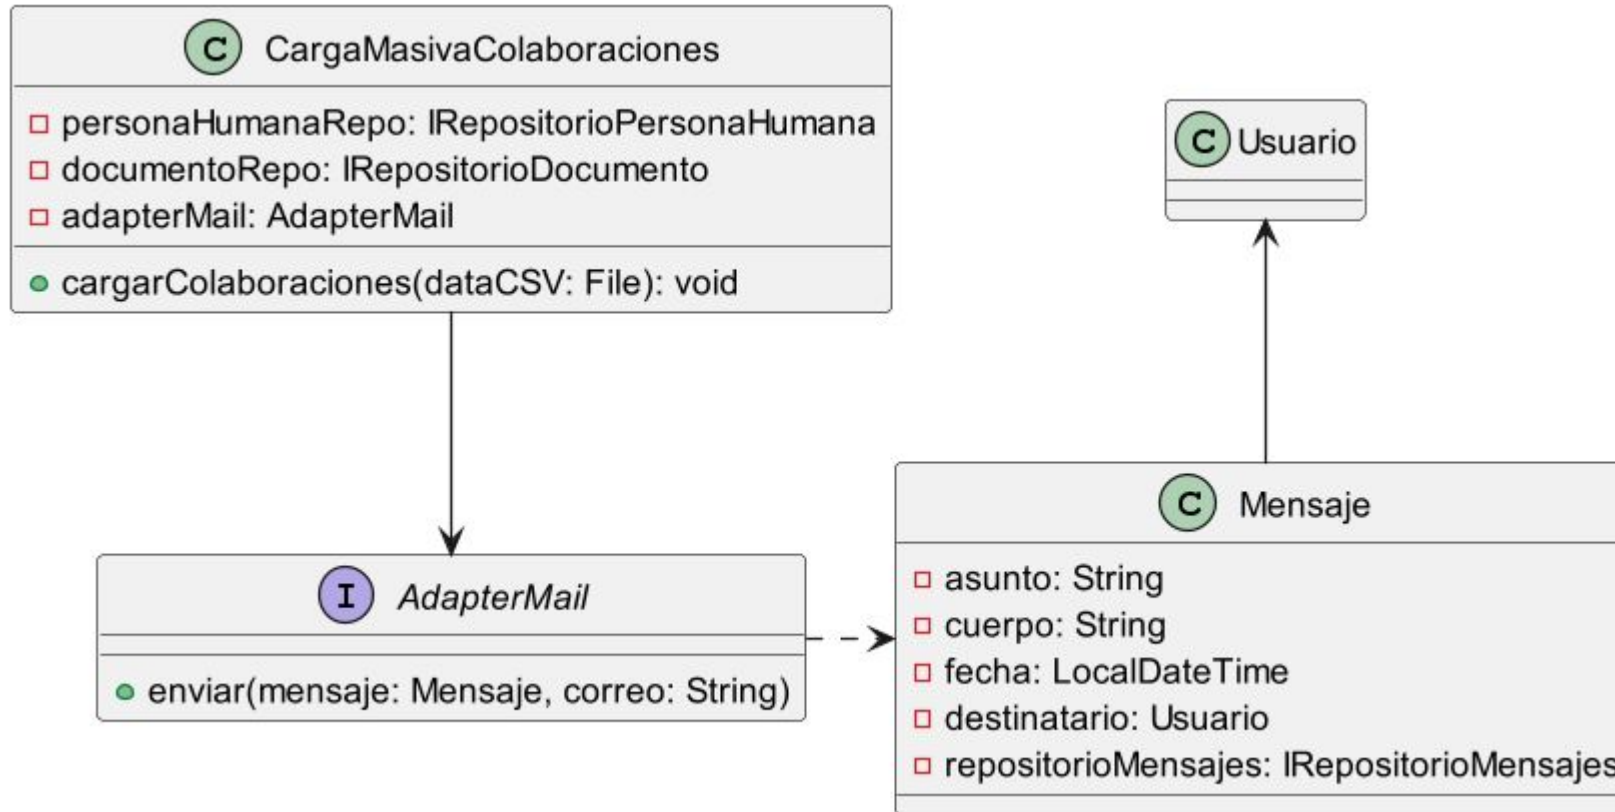 C CargaMasivaColaboraciones
personaHumanaRepo: IRepositorioPersonaHumana
documentoRepo: IRepositorioDocumento
adapterMail: AdapterMail
cargarColaboraciones(dataCSV: File): void
C Usuario
I AdapterMail
enviar(mensaje: Mensaje, correo: String)
C Mensaje
asunto: String
cuerpo: String
fecha: LocalDateTime
destinatario: Usuario
repositorioMensajes: IRepositorioMensajes